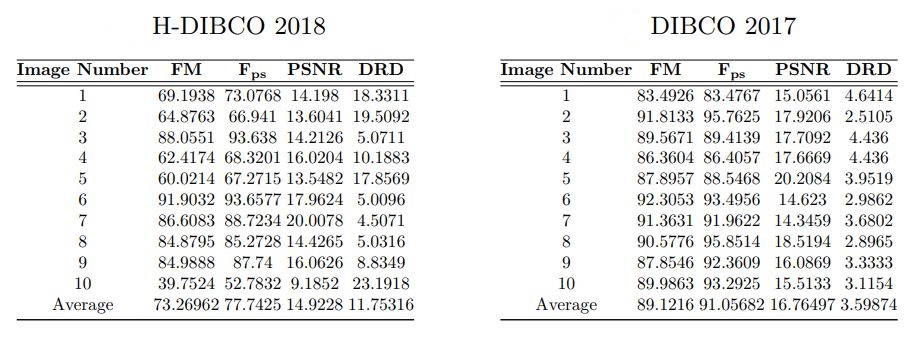 H-DIBCO 2018
Image Number FM Fps PSNR DRD
1 69.1938 73.0768 14.198 18.3311
2 64.8763 66.941 13.6041 19.5092
3 88.0551 93.638 14.2126 5.0711
4 62.4174 68.3201 16.0204 10.1883
5 60.0214 67.2715 13.5482 17.8569
6 91.9032 93.6577 17.9624 5.0096
7 86.6083 88.7234 20.0078 4.5071
8 84.8795 85.2728 14.4265 5.0316
9 84.9888 87.74 16.0626 8.8349
10 39.7524 52.7832 9.1852 23.1918
Average 73.26962 77.7425 14.9228 11.75316
DIBCO 2017
Image Number FM Fps PSNR DRD
1 83.4926 83.4767 15.0561 4.6414
2 91.8133 95.7625 17.9206 2.5105
3 89.5671 89.4139 17.7092 4.436
4 86.3604 86.4057 17.6669 4.436
5 87.8957 88.5468 20.2084 3.9519
6 92.3053 93.4956 14.623 2.9862
7 91.3631 91.9622 14.3459 3.6802
8 90.5776 95.8514 18.5194 2.8965
9 87.8546 92.3609 16.0869 3.3333
10 89.9863 93.2925 15.5133 3.1154
Average 89.1216 91.05682 16.76497 3.59874